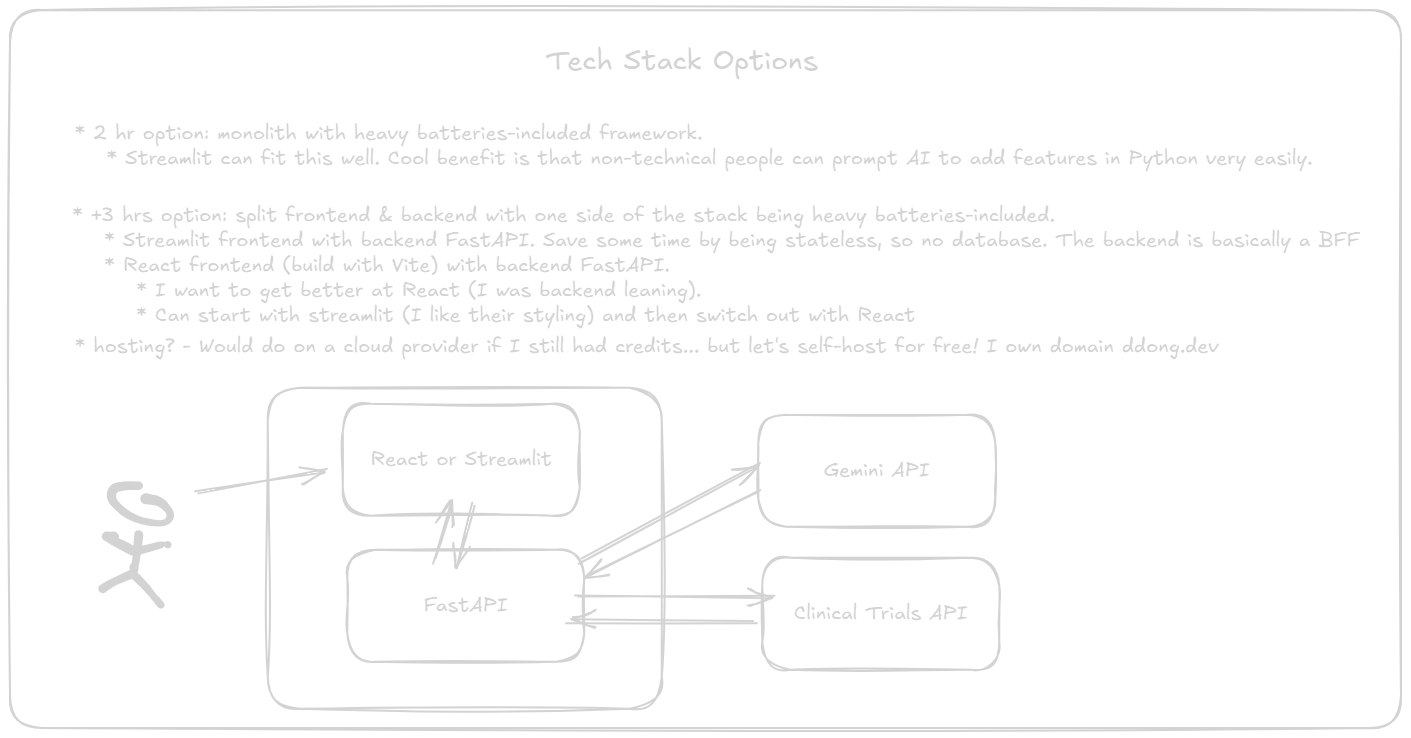 Tech Stack Options
* 2 hr option: monolith with heavy batteries-included framework.
* Streamlit can fit this well. Cool benefit is that non-technical people can prompt AI to add features in Python very easily.
* +3 hrs option: split frontend & backend with one side of the stack being heavy batteries-included.
* Streamlit frontend with backend FastAPI. Save some time by being stateless, so no database. The backend is basically a BFF
* React frontend (build with Vite) with backend FastAPI.
* I want to get better at React (I was backend leaning).
* Can start with streamlit (I like their styling) and then switch out with React
* hosting? - Would do on a cloud provider if I still had credits... but let's self-host for free! I own domain ddong.dev
React or Streamlit
Gemini API
FastAPI
Clinical Trials API